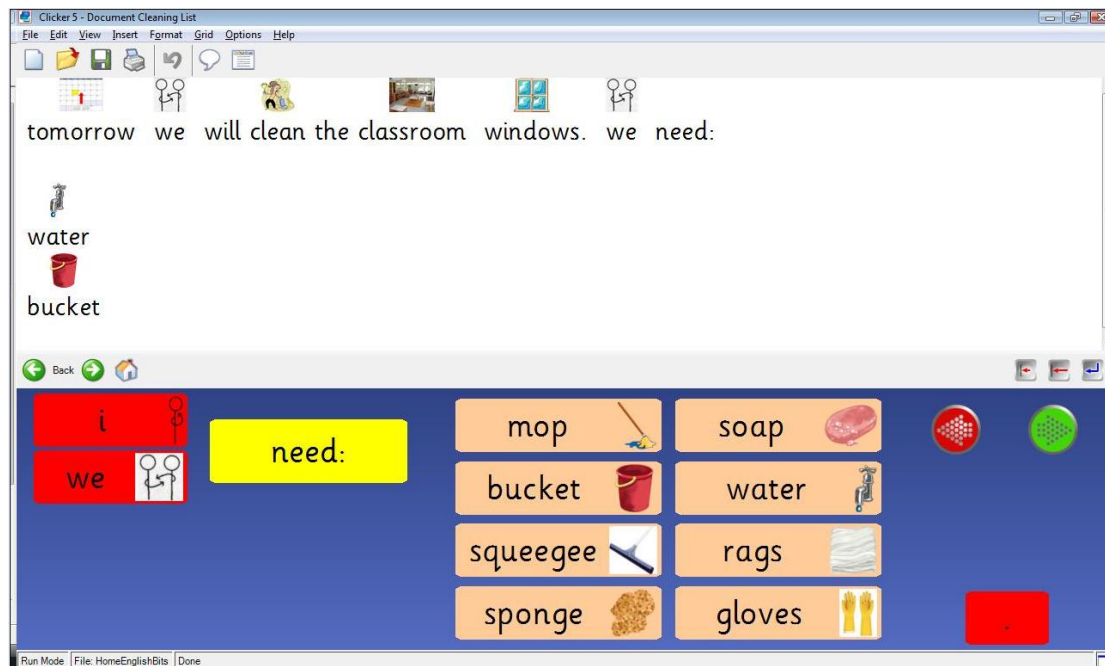 Clicker 5 - Document Cleaning List
File Edit View Insert Format Grid Options Help
tomorrow we will clean the classroom windows. we need:
water
bucket
Back
i
we
need:
mop
soap
bucket
water
squeegee
rags
sponge
gloves
.
Run Mode File: HomeEnglishBits Done